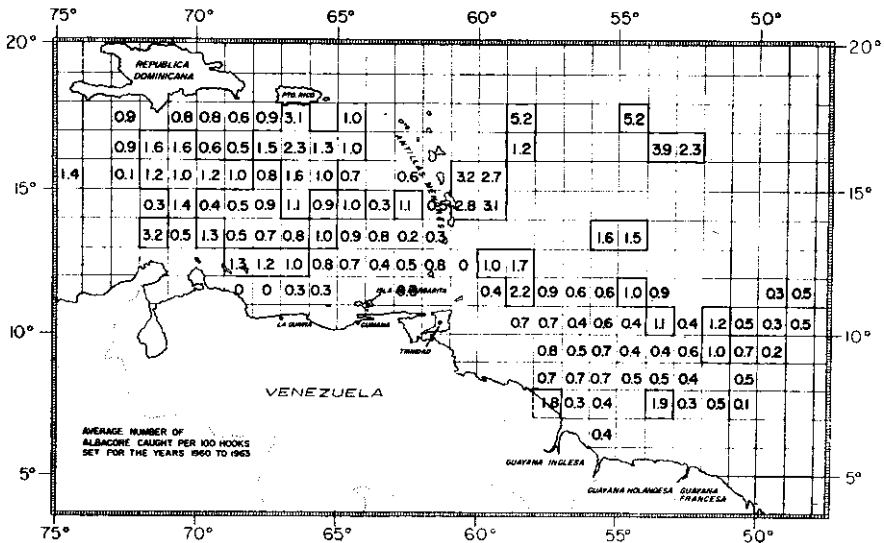 75° 70° 65° 60° 55° 50°
20° 20°
REPUBLICA
DOMINICANA
PTO. RICO
0.9 0.8 0.8 0.6 0.9 3.1 1.0 5.2 5.2
0.9 1.6 1.6 0.6 0.5 1.5 2.3 1.3 1.0 1.2 3.9 2.3
ANTILLAS MENORES
15° 15°
1.4 0.1 1.2 1.0 1.2 1.0 0.8 1.6 1.0 0.7 0.6 3.2 2.7
0.3 1.4 0.4 0.5 0.9 1.1 0.9 1.0 0.3 1.1 0.5 2.8 3.1
3.2 0.5 1.3 0.5 0.7 0.8 1.0 0.9 0.8 0.2 0.3 1.6 1.5
1.3 1.2 1.0 0.8 0.7 0.4 0.5 0.8 0 1.0 1.7
0 0 0.3 0.3 0.4 2.2 0.9 0.6 0.6 1.0 0.9 0.3 0.5
ISLA MARGARITA
10° 10°
LA GUAIRA CUMANA
0.7 0.7 0.4 0.6 0.4 1.1 0.4 1.2 0.5 0.3 0.5
TRINIDAD
0.8 0.5 0.7 0.4 0.4 0.6 1.0 0.7 0.2
0.7 0.7 0.7 0.5 0.5 0.4 0.5
VENEZUELA
1.8 0.3 0.4 1.9 0.3 0.5 0.1
AVERAGE NUMBER OF
ALBACORE CAUGHT PER 100 HOOKS
SET FOR THE YEARS 1960 TO 1963
0.4
GUAYANA INGLESA
5° 5°
GUAYANA HOLANDESA
GUAYANA
FRANCESA
75° 70° 65° 60° 55° 50°